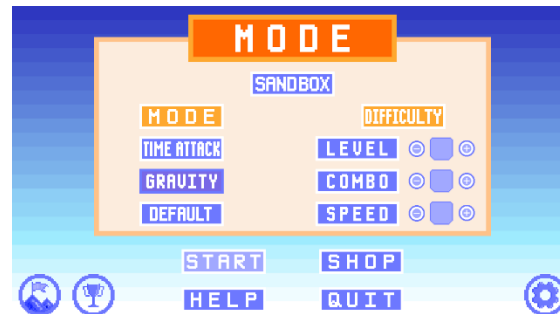 MODE
SANDBOX
MODE DIFFICULTY
TIME ATTACK LEVEL
GRAVITY COMBO
DEFAULT SPEED
START SHOP
HELP QUIT